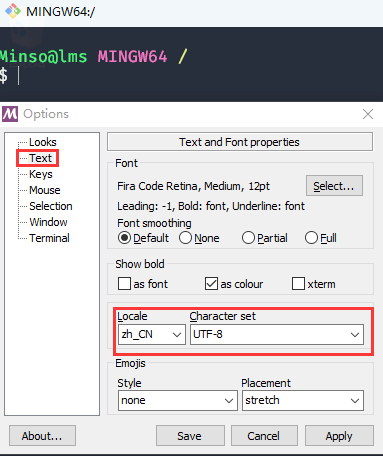 MINGW64:/
Minso@lms MINGW64 /
$
Options
Looks
Text
Keys
Mouse
Selection
Window
Terminal
Text and Font properties
Font
Fira Code Retina, Medium, 12pt
Select...
Leading: -1, Bold: font, Underline: font
Font smoothing
Default None Partial Full
Show bold
as font as colour xterm
Locale Character set
zh_CN UTF-8
Emojis
Style Placement
none stretch
About... Save Cancel Apply